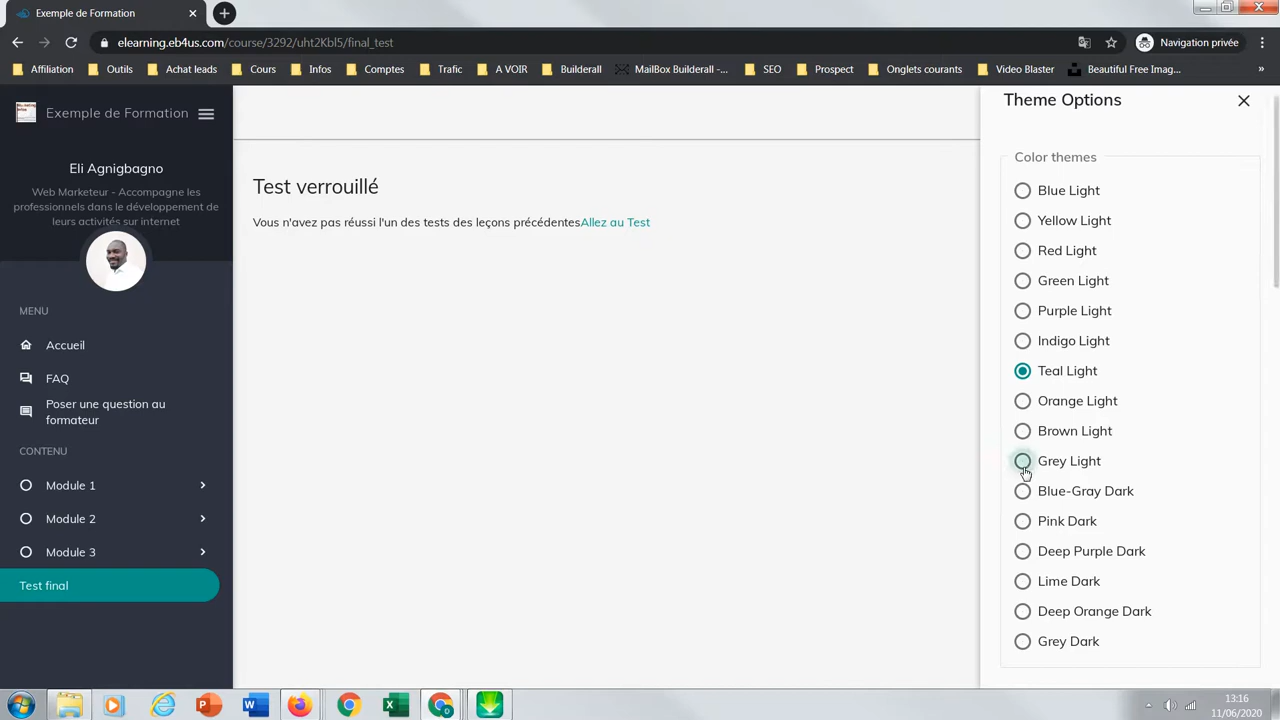 Exemple de Formation
elearning.eb4us.com/course/3292/uht2Kbl5/final_test
Navigation privée
Affiliation
Outils
Achat leads
Cours
Infos
Comptes
Trafic
A VOIR
Builderall
MailBox Builderall -...
SEO
Prospect
Onglets courants
Video Blaster
Beautiful Free Imag...
»
Exemple de Formation
Eli Agnigbagno
Web Marketeur - Accompagne les
professionnels dans le développement de
leurs activités sur internet
MENU
Accueil
FAQ
Poser une question au
formateur
CONTENU
Module 1
Module 2
Module 3
Test final
Test verrouillé
Vous n'avez pas réussi l'un des tests des leçons précédentesAllez au Test
Theme Options
Color themes
Blue Light
Yellow Light
Red Light
Green Light
Purple Light
Indigo Light
Teal Light
Orange Light
Brown Light
Grey Light
Blue-Gray Dark
Pink Dark
Deep Purple Dark
Lime Dark
Deep Orange Dark
Grey Dark
13:16
11/06/2020